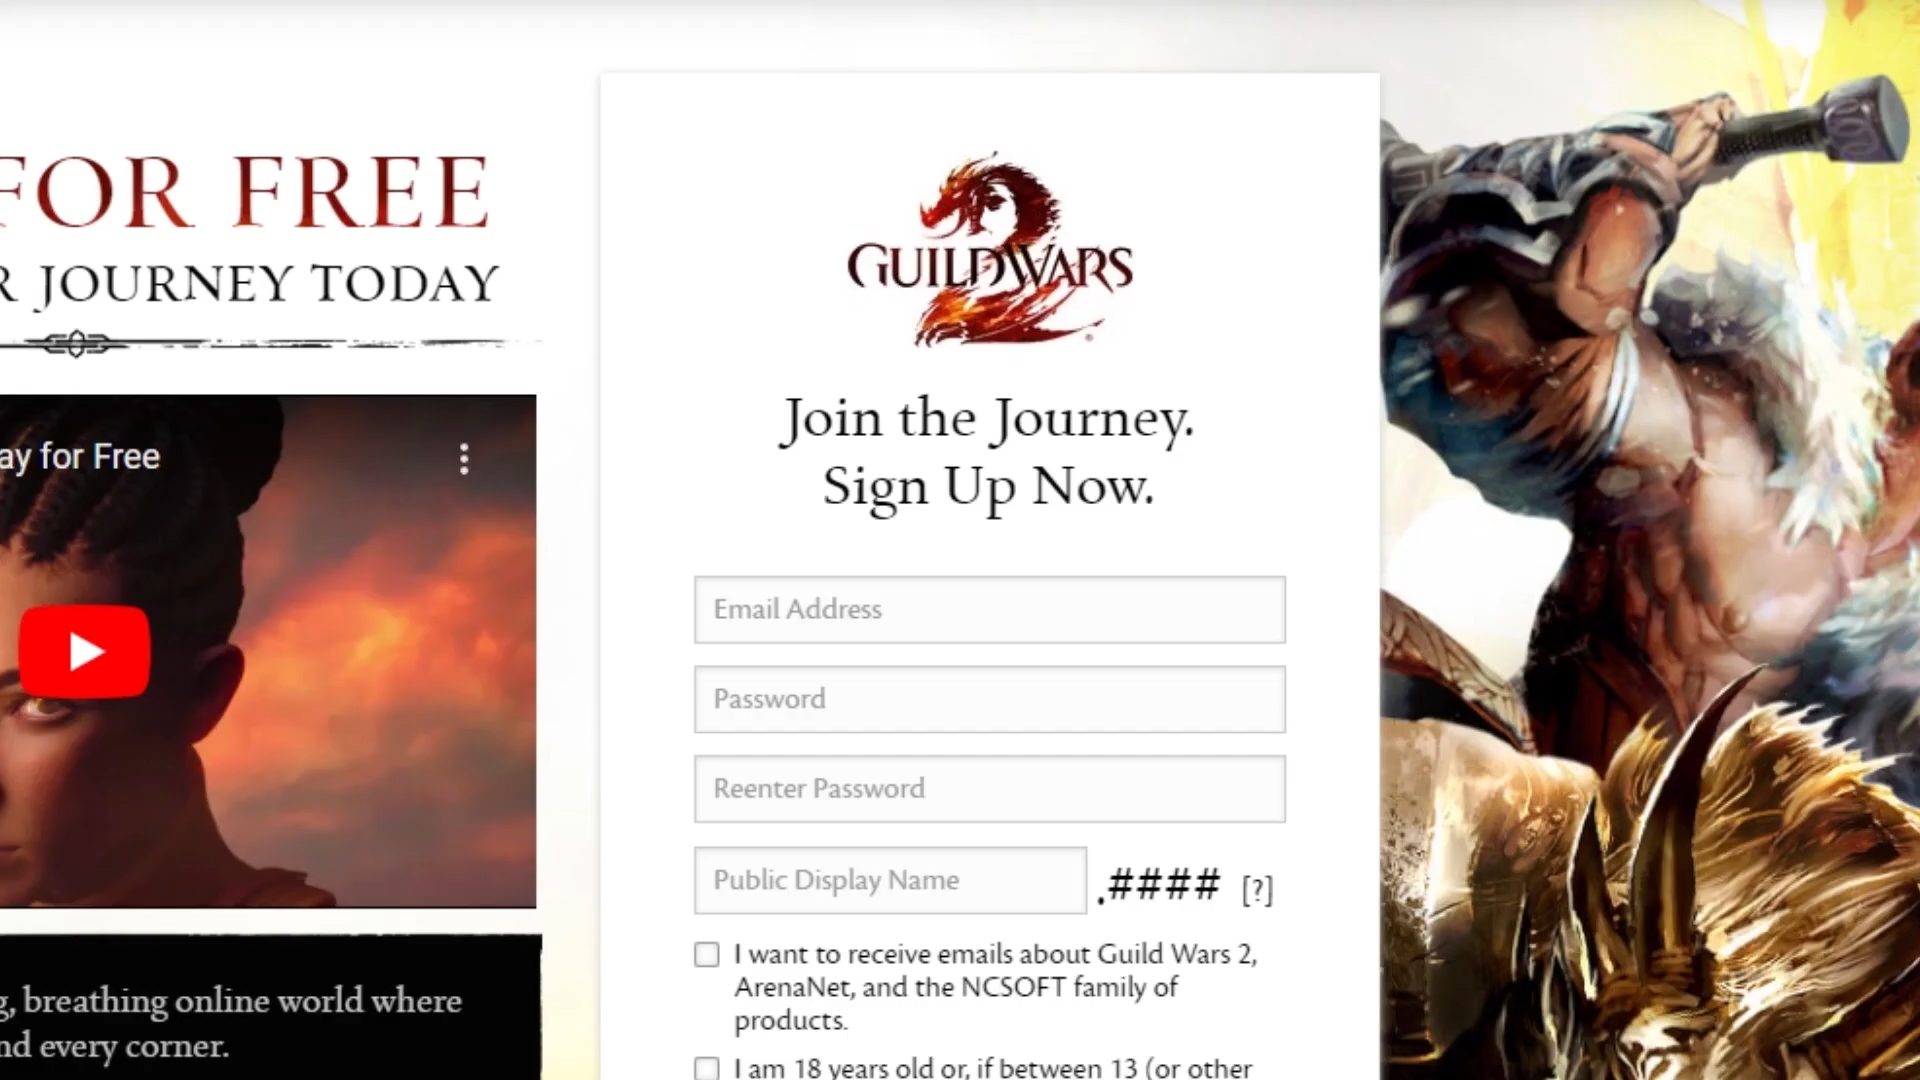 FOR FREE
R JOURNEY TODAY
ay for Free
g, breathing online world where
nd every corner.
GUILD WARS
2
Join the Journey.
Sign Up Now.
Email Address
Password
Reenter Password
Public Display Name .#### [?]
I want to receive emails about Guild Wars 2,
ArenaNet, and the NCSOFT family of
products.
I am 18 years old or, if between 13 (or other